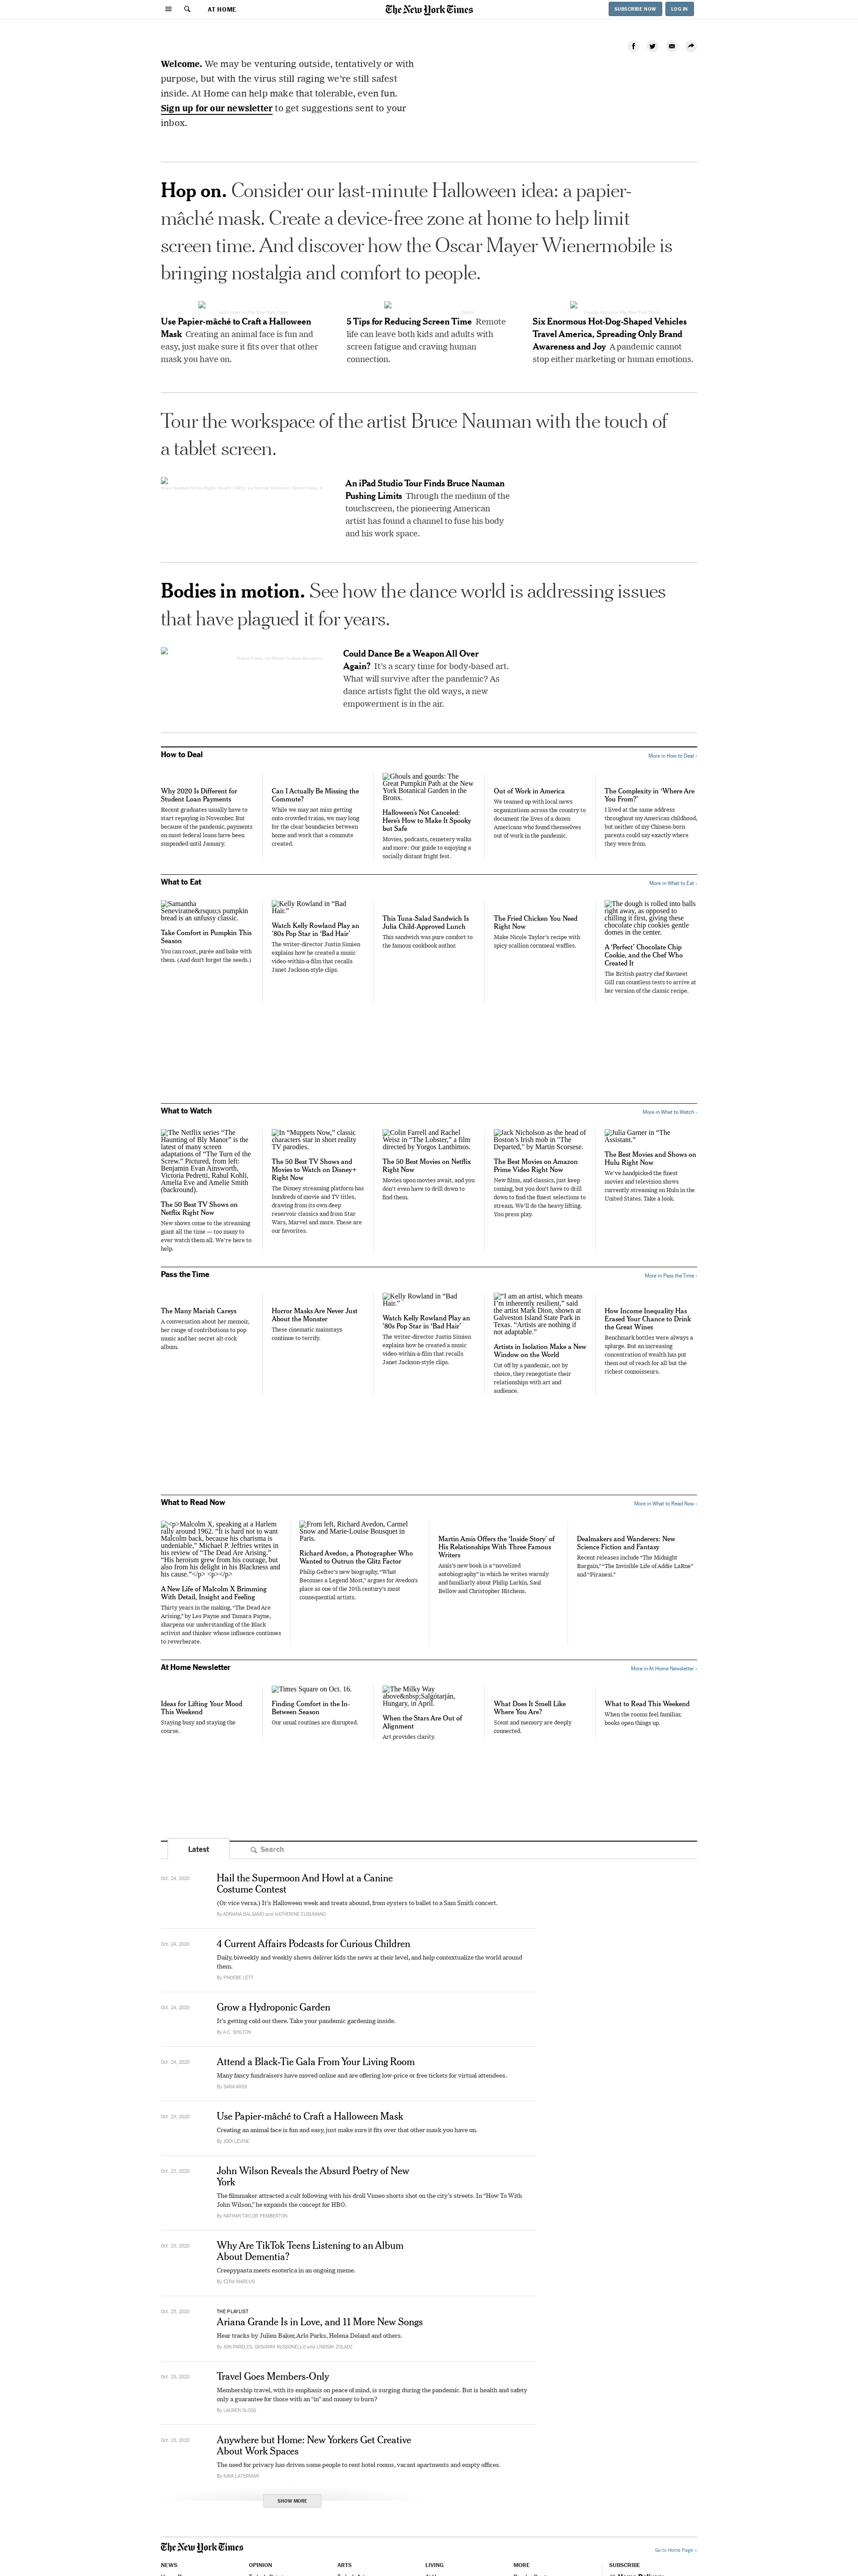 AT HOME
The New York Times
SUBSCRIBE NOW
LOG IN
Welcome. We may be venturing outside, tentatively or with
purpose, but with the virus still raging we're still safest
inside. At Home can help make that tolerable, even fun.
Sign up for our newsletter to get suggestions sent to your
inbox.
Hop on. Consider our last-minute Halloween idea: a papier-
mâché mask. Create a device-free zone at home to help limit
screen time. And discover how the Oscar Mayer Wienermobile is
bringing nostalgia and comfort to people.
Use Papier-mâché to Craft a Halloween
Mask Creating an animal face is fun and
easy, just make sure it fits over that other
mask you have on.
5 Tips for Reducing Screen Time Remote
life can leave both kids and adults with
screen fatigue and craving human
connection.
Six Enormous Hot-Dog-Shaped Vehicles
Travel America, Spreading Only Brand
Awareness and Joy A pandemic cannot
stop either marketing or human emotions.
Tour the workspace of the artist Bruce Nauman with the touch of
a tablet screen.
An iPad Studio Tour Finds Bruce Nauman
Pushing Limits Through the medium of the
touchscreen, the pioneering American
artist has found a channel to fuse his body
and his work space.
Bodies in motion. See how the dance world is addressing issues
that have plagued it for years.
Could Dance Be a Weapon All Over
Again? It's a scary time for body-based art.
What will survive after the pandemic? As
dance artists fight the old ways, a new
empowerment is in the air.
How to Deal
More in How to Deal ›
Why 2020 Is Different for
Student Loan Payments
Recent graduates usually have to
start repaying in November. But
because of the pandemic, payments
on most federal loans have been
suspended until January.
Can I Actually Be Missing the
Commute?
While we may not miss getting
onto crowded trains, we may long
for the clear boundaries between
home and work that a commute
created.
Ghouls and gourds: The
Great Pumpkin Path at the New
York Botanical Garden in the
Bronx.
Halloween's Not Canceled:
Here's How to Make It Spooky
but Safe
Movies, podcasts, cemetery walks
and more: Our guide to enjoying a
socially distant fright fest.
Out of Work in America
We teamed up with local news
organizations across the country to
document the lives of a dozen
Americans who found themselves
out of work in the pandemic.
The Complexity in 'Where Are
You From?'
I lived at the same address
throughout my American childhood,
but neither of my Chinese-born
parents could say exactly where
they were from.
What to Eat
More in What to Eat ›
Samantha
Seneviratne&rsquo;s pumpkin
bread is an unfussy classic.
Take Comfort in Pumpkin This
Season
You can roast, purée and bake with
them. (And don't forget the seeds.)
Kelly Rowland in "Bad
Hair."
Watch Kelly Rowland Play an
'80s Pop Star in 'Bad Hair'
The writer-director Justin Simien
explains how he created a music
video-within-a-film that recalls
Janet Jackson-style clips.
This Tuna-Salad Sandwich Is
Julia Child-Approved Lunch
This sandwich was pure comfort to
the famous cookbook author.
The Fried Chicken You Need
Right Now
Make Nicole Taylor's recipe with
spicy scallion cornmeal waffles.
The dough is rolled into balls
right away, as opposed to
chilling it first, giving these
chocolate chip cookies gentle
domes in the center.
A 'Perfect' Chocolate Chip
Cookie, and the Chef Who
Created It
The British pastry chef Ravneet
Gill ran countless tests to arrive at
her version of the classic recipe.
What to Watch
More in What to Watch ›
The Netflix series "The
Haunting of Bly Manor" is the
latest of many screen
adaptations of "The Turn of the
Screw." Pictured, from left:
Benjamin Evan Ainsworth,
Victoria Pedretti, Rahul Kohli,
Amelia Eve and Amelie Smith
(backround).
The 50 Best TV Shows on
Netflix Right Now
New shows come to the streaming
giant all the time — too many to
ever watch them all. We're here to
help.
In "Muppets Now," classic
characters star in short reality
TV parodies.
The 50 Best TV Shows and
Movies to Watch on Disney+
Right Now
The Disney streaming platform has
hundreds of movie and TV titles,
drawing from its own deep
reservoir classics and from Star
Wars, Marvel and more. These are
our favorites.
Colin Farrell and Rachel
Weisz in "The Lobster," a film
directed by Yorgos Lanthimos.
The 50 Best Movies on Netflix
Right Now
Movies upon movies await, and you
don't even have to drill down to
find them.
Jack Nicholson as the head of
Boston's Irish mob in "The
Departed," by Martin Scorsese.
The Best Movies on Amazon
Prime Video Right Now
New films, and classics, just keep
coming, but you don't have to drill
down to find the finest selections to
stream. We'll do the heavy lifting.
You press play.
Julia Garner in "The
Assistant."
The Best Movies and Shows on
Hulu Right Now
We've handpicked the finest
movies and television shows
currently streaming on Hulu in the
United States. Take a look.
Pass the Time
More in Pass the Time ›
The Many Mariah Careys
A conversation about her memoir,
her range of contributions to pop
music and her secret alt-rock
album.
Horror Masks Are Never Just
About the Monster
These cinematic mainstays
continue to terrify.
Kelly Rowland in "Bad
Hair."
Watch Kelly Rowland Play an
'80s Pop Star in 'Bad Hair'
The writer-director Justin Simien
explains how he created a music
video-within-a-film that recalls
Janet Jackson-style clips.
"I am an artist, which means
I'm inherently resilient," said
the artist Mark Dion, shown at
Galveston Island State Park in
Texas. "Artists are nothing if
not adaptable."
Artists in Isolation Make a New
Window on the World
Cut off by a pandemic, not by
choice, they renegotiate their
relationships with art and
audience.
How Income Inequality Has
Erased Your Chance to Drink
the Great Wines
Benchmark bottles were always a
splurge. But an increasing
concentration of wealth has put
them out of reach for all but the
richest connoisseurs.
What to Read Now
More in What to Read Now ›
<p>Malcolm X, speaking at a Harlem
rally around 1962. "It is hard not to want
Malcolm back, because his charisma is
undeniable," Michael P. Jeffries writes in
his review of "The Dead Are Arising."
"His heroism grew from his courage, but
also from his delight in his Blackness and
his cause."</p> <p></p>
A New Life of Malcolm X Brimming
With Detail, Insight and Feeling
Thirty years in the making, "The Dead Are
Arising," by Les Payne and Tamara Payne,
sharpens our understanding of the Black
activist and thinker whose influence continues
to reverberate.
From left, Richard Avedon, Carmel
Snow and Marie-Louise Bousquet in
Paris.
Richard Avedon, a Photographer Who
Wanted to Outrun the Glitz Factor
Philip Gefter's new biography, "What
Becomes a Legend Most," argues for Avedon's
place as one of the 20th century's most
consequential artists.
Martin Amis Offers the 'Inside Story' of
His Relationships With Three Famous
Writers
Amis's new book is a "novelized
autobiography" in which he writes warmly
and familiarly about Philip Larkin, Saul
Bellow and Christopher Hitchens.
Dealmakers and Wanderers: New
Science Fiction and Fantasy
Recent releases include "The Midnight
Bargain," "The Invisible Life of Addie LaRue"
and "Piranesi."
At Home Newsletter
More in At Home Newsletter ›
Ideas for Lifting Your Mood
This Weekend
Staying busy and staying the
course.
Times Square on Oct. 16.
Finding Comfort in the In-
Between Season
Our usual routines are disrupted.
The Milky Way
above&nbsp;Salgótarján,
Hungary, in April.
When the Stars Are Out of
Alignment
Art provides clarity.
What Does It Smell Like
Where You Are?
Scent and memory are deeply
connected.
What to Read This Weekend
When the rooms feel familiar,
books open things up.
Latest
Search
Oct. 24, 2020
Hail the Supermoon And Howl at a Canine
Costume Contest
(Or vice versa.) It's Halloween week and treats abound, from oysters to ballet to a Sam Smith concert.
By ADRIANA BALSAMO and KATHERINE CUSUMANO
Oct. 24, 2020
4 Current Affairs Podcasts for Curious Children
Daily, biweekly and weekly shows deliver kids the news at their level, and help contextualize the world around
them.
By PHOEBE LETT
Oct. 24, 2020
Grow a Hydroponic Garden
It's getting cold out there. Take your pandemic gardening inside.
By A.C. SHILTON
Oct. 24, 2020
Attend a Black-Tie Gala From Your Living Room
Many fancy fundraisers have moved online and are offering low-price or free tickets for virtual attendees.
By SARA ARIDI
Oct. 23, 2020
Use Papier-mâché to Craft a Halloween Mask
Creating an animal face is fun and easy, just make sure it fits over that other mask you have on.
By JODI LEVINE
Oct. 23, 2020
John Wilson Reveals the Absurd Poetry of New
York
The filmmaker attracted a cult following with his droll Vimeo shorts shot on the city's streets. In "How To With
John Wilson," he expands the concept for HBO.
By NATHAN TAYLOR PEMBERTON
Oct. 23, 2020
Why Are TikTok Teens Listening to an Album
About Dementia?
Creepypasta meets esoterica in an ongoing meme.
By EZRA MARCUS
Oct. 23, 2020
THE PLAYLIST
Ariana Grande Is in Love, and 11 More New Songs
Hear tracks by Julien Baker, Arlo Parks, Helena Deland and others.
By JON PARELES, GIOVANNI RUSSONELLO and LINDSAY ZOLADZ
Oct. 23, 2020
Travel Goes Members-Only
Membership travel, with its emphasis on peace of mind, is surging during the pandemic. But is health and safety
only a guarantee for those with an "in" and money to burn?
By LAUREN SLOSS
Oct. 23, 2020
Anywhere but Home: New Yorkers Get Creative
About Work Spaces
The need for privacy has driven some people to rent hotel rooms, vacant apartments and empty offices.
By KAYA LATERMAN
SHOW MORE
The New York Times
Go to Home Page »
NEWS
OPINION
ARTS
LIVING
MORE
SUBSCRIBE